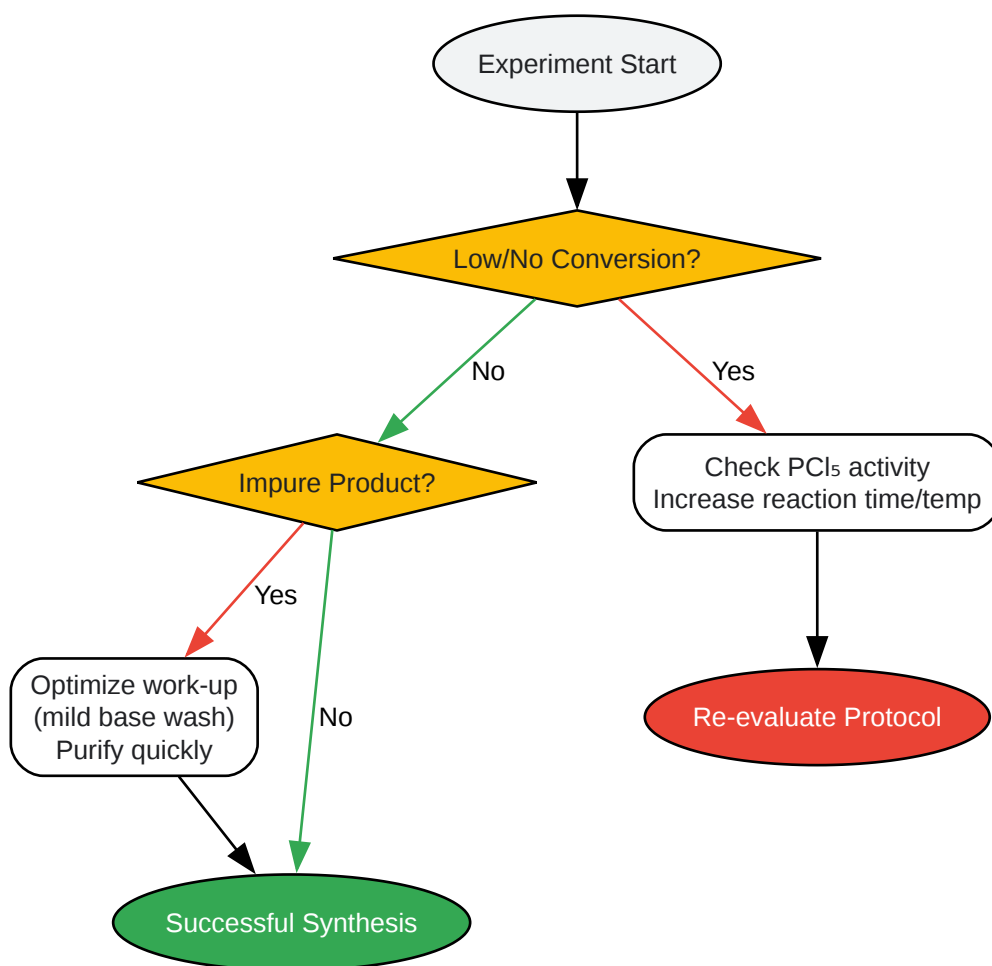 Experiment Start
Low/No Conversion?
No
Yes
Impure Product?
Check PCl₅ activity
Increase reaction time/temp
Yes
Optimize work-up
(mild base wash)
Purify quickly
No
Re-evaluate Protocol
Successful Synthesis